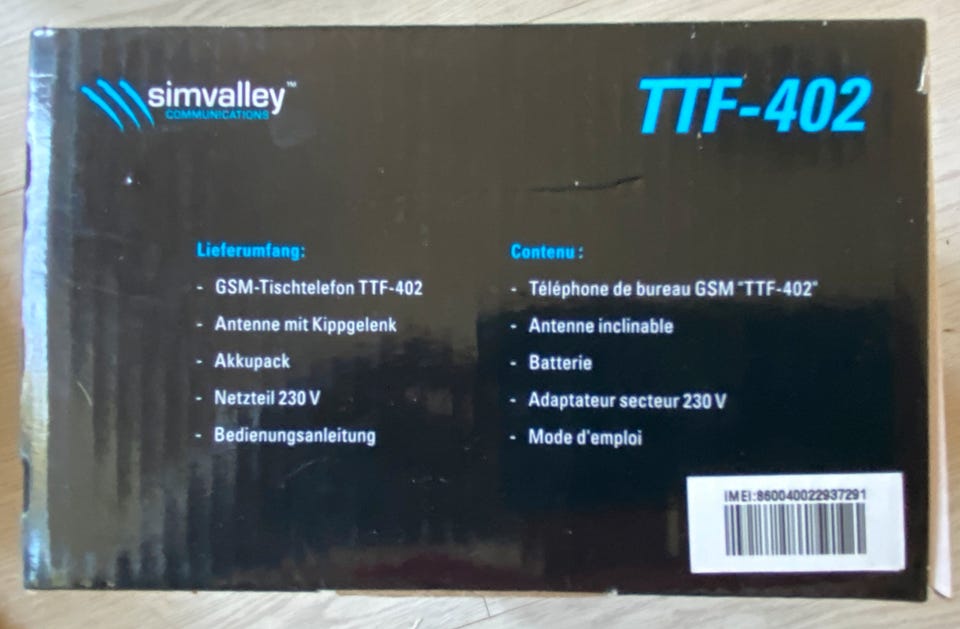 simvalley™
COMMUNICATIONS
TTF-402
Lieferumfang:
- GSM-Tischtelefon TTF-402
- Antenne mit Kippgelenk
- Akkupack
- Netzteil 230 V
- Bedienungsanleitung
Contenu :
- Téléphone de bureau GSM "TTF-402"
- Antenne inclinable
- Batterie
- Adaptateur secteur 230 V
- Mode d'emploi
IMEI:860040022937291